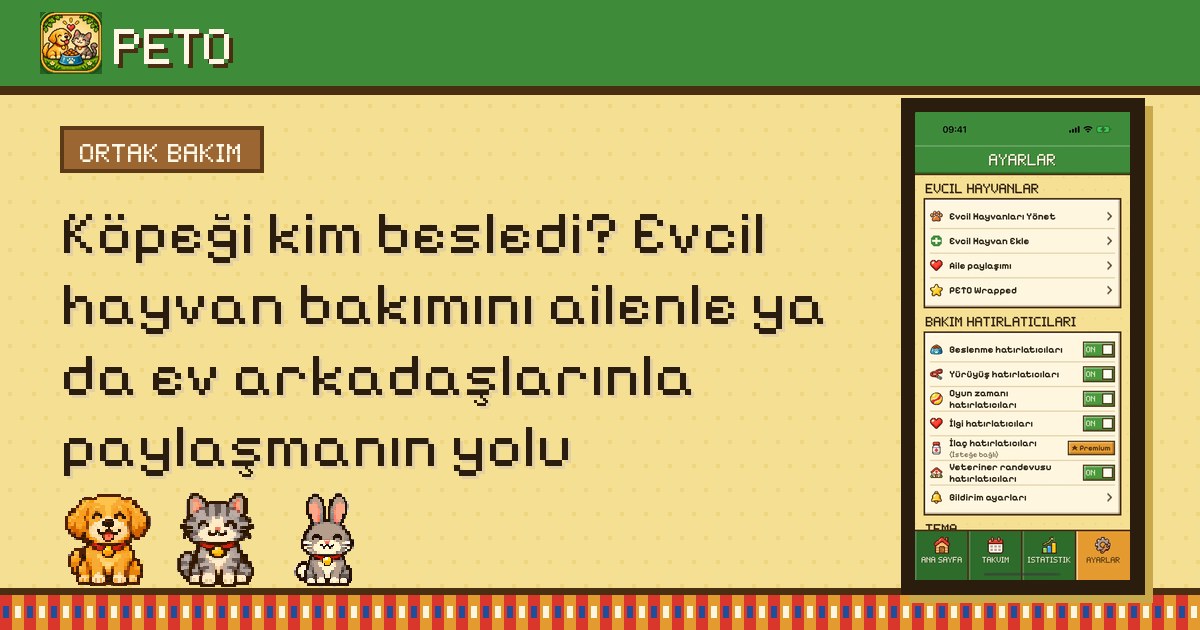 PETO
ORTAK BAKIM
Köpeği kim besledi? Evcil
hayvan bakımını ailenle ya
da ev arkadaşlarınla
paylaşmanın yolu
09:41
AYARLAR
EVCIL HAYVANLAR
Evcil Hayvanları Yönet
Evcil Hayvan Ekle
Aile paylaşımı
PETO Wrapped
BAKIM HATIRLATICILARI
Beslenme hatırlatıcıları ON
Yürüyüş hatırlatıcıları ON
Oyun zamanı
hatırlatıcıları ON
İlgi hatırlatıcıları ON
İlaç hatırlatıcıları
(İsteğe bağlı) Premium
Veteriner randevusu
hatırlatıcıları ON
Bildirim ayarları
TEMA
ANA SAYFA TAKVIM ISTATISTIK AYARLAR